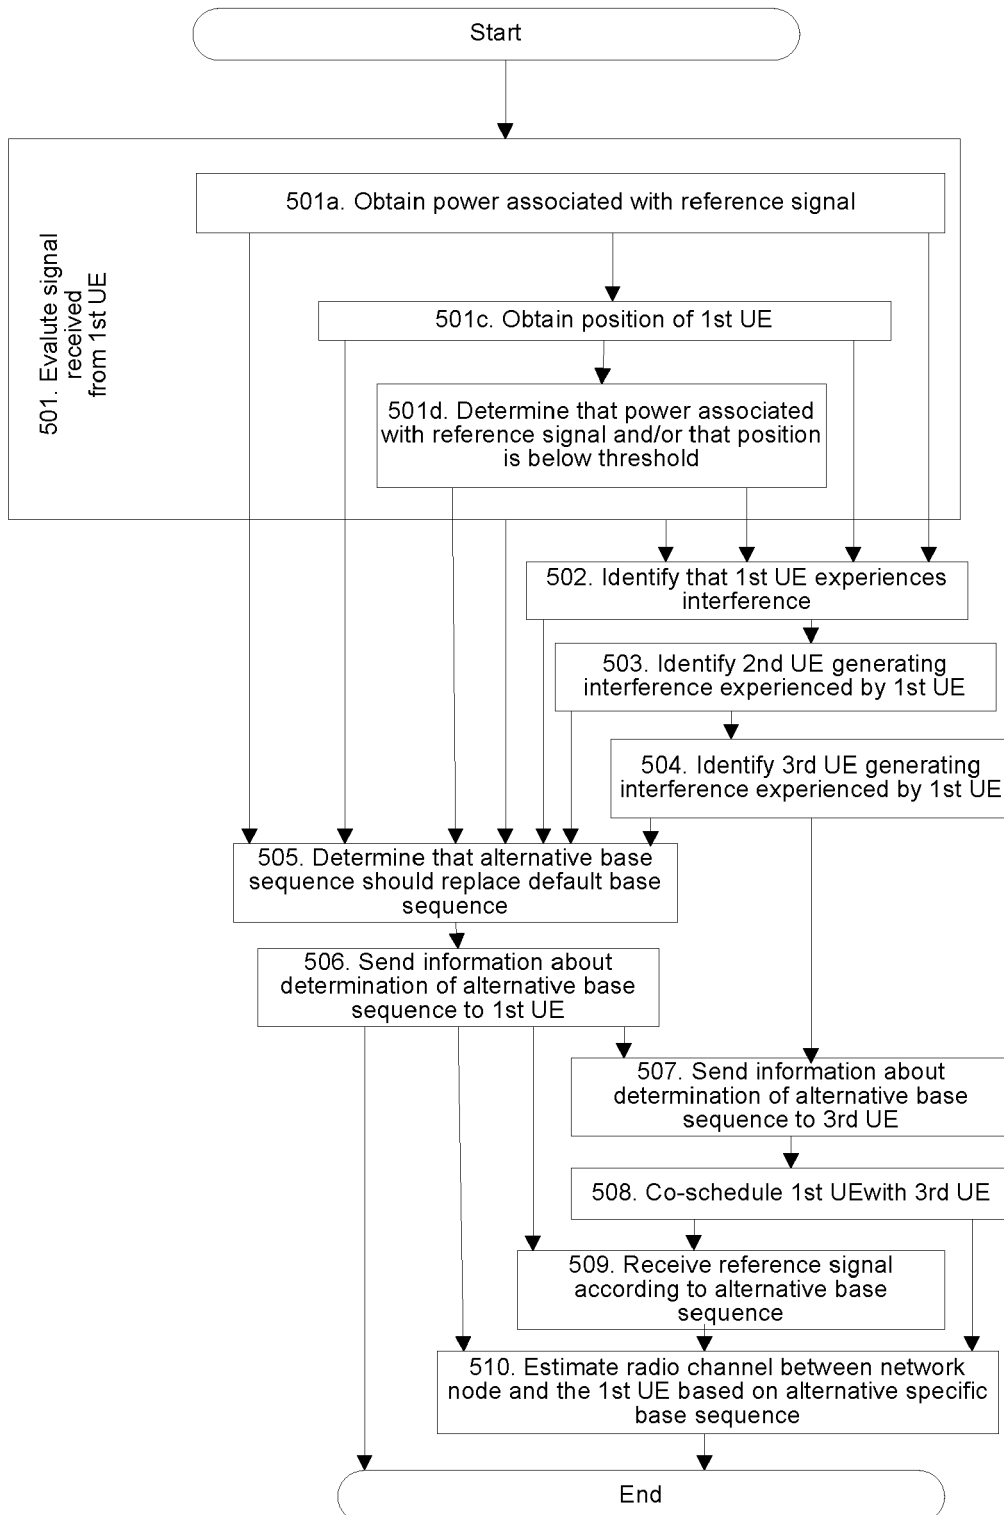 Start
501. Evalute signal
received
from 1st UE
501a. Obtain power associated with reference signal
501c. Obtain position of 1st UE
501d. Determine that power associated
with reference signal and/or that position
is below threshold
502. Identify that 1st UE experiences
interference
503. Identify 2nd UE generating
interference experienced by 1st UE
504. Identify 3rd UE generating
interference experienced by 1st UE
505. Determine that alternative base
sequence should replace default base
sequence
506. Send information about
determination of alternative base
sequence to 1st UE
507. Send information about
determination of alternative base
sequence to 3rd UE
508. Co-schedule 1st UEwith 3rd UE
509. Receive reference signal
according to alternative base
sequence
510. Estimate radio channel between network
node and the 1st UE based on alternative specific
base sequence
End